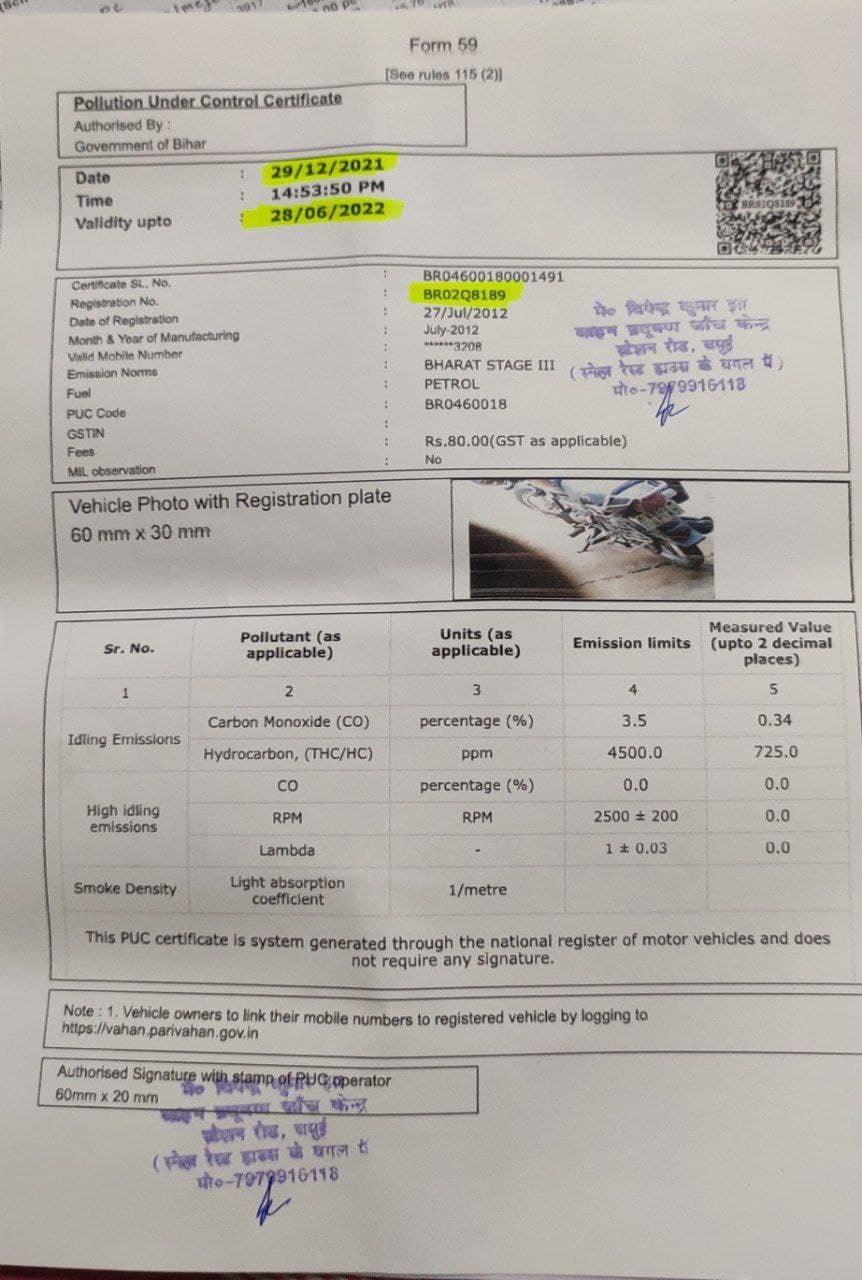 Form 59
[See rules 115 (2)]
Pollution Under Control Certificate
Authorised By :
Government of Bihar
Date : 29/12/2021
Time : 14:53:50 PM
Validity upto : 28/06/2022
BR02Q8189
Certificate SL. No. : BR04600180001491
Registration No. : BR02Q8189
Date of Registration : 27/Jul/2012
Month & Year of Manufacturing : July-2012
Valid Mobile Number : ******3208
Emission Norms : BHARAT STAGE III
Fuel : PETROL
PUC Code : BR0460018
GSTIN :
Fees : Rs.80.00(GST as applicable)
MIL observation : No
वाहन प्रदूषण जाँच केन्द्र
स्टेशन रोड, जमुई
के बगल में)
मो०-7979916118
Vehicle Photo with Registration plate
60 mm x 30 mm
Sr. No. Pollutant (as applicable) Units (as applicable) Emission limits Measured Value (upto 2 decimal places)
1 2 3 4 5
Idling Emissions Carbon Monoxide (CO) percentage (%) 3.5 0.34
Hydrocarbon, (THC/HC) ppm 4500.0 725.0
High idling emissions CO percentage (%) 0.0 0.0
RPM RPM 2500 ± 200 0.0
Lambda - 1 ± 0.03 0.0
Smoke Density Light absorption coefficient 1/metre
This PUC certificate is system generated through the national register of motor vehicles and does
not require any signature.
Note : 1. Vehicle owners to link their mobile numbers to registered vehicle by logging to
https://vahan.parivahan.gov.in
Authorised Signature with stamp of PUC operator
60mm x 20 mm
वाहन प्रदूषण जाँच केन्द्र
स्टेशन रोड, जमुई
के बगल में
मो०-7979916118